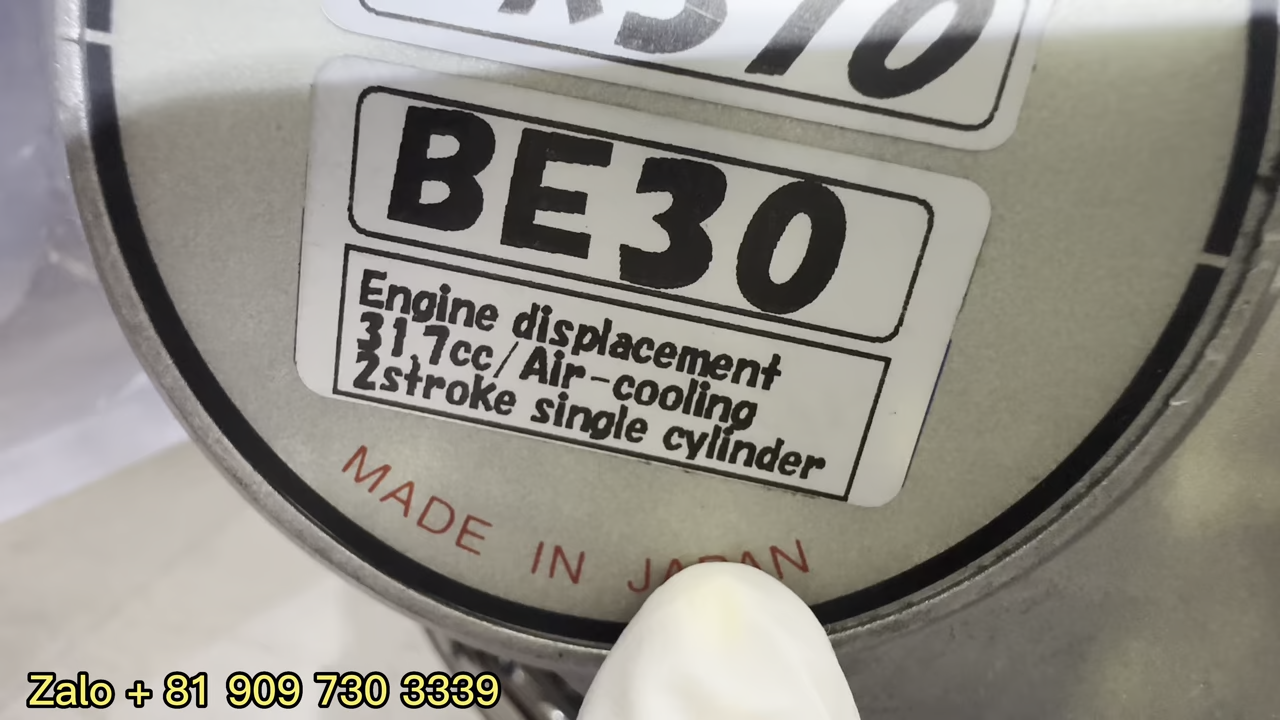 BE30
Engine displacement
31,7cc/Air-cooling
2stroke single cylinder
MADE IN JAPAN
Zalo + 81 909 730 3339